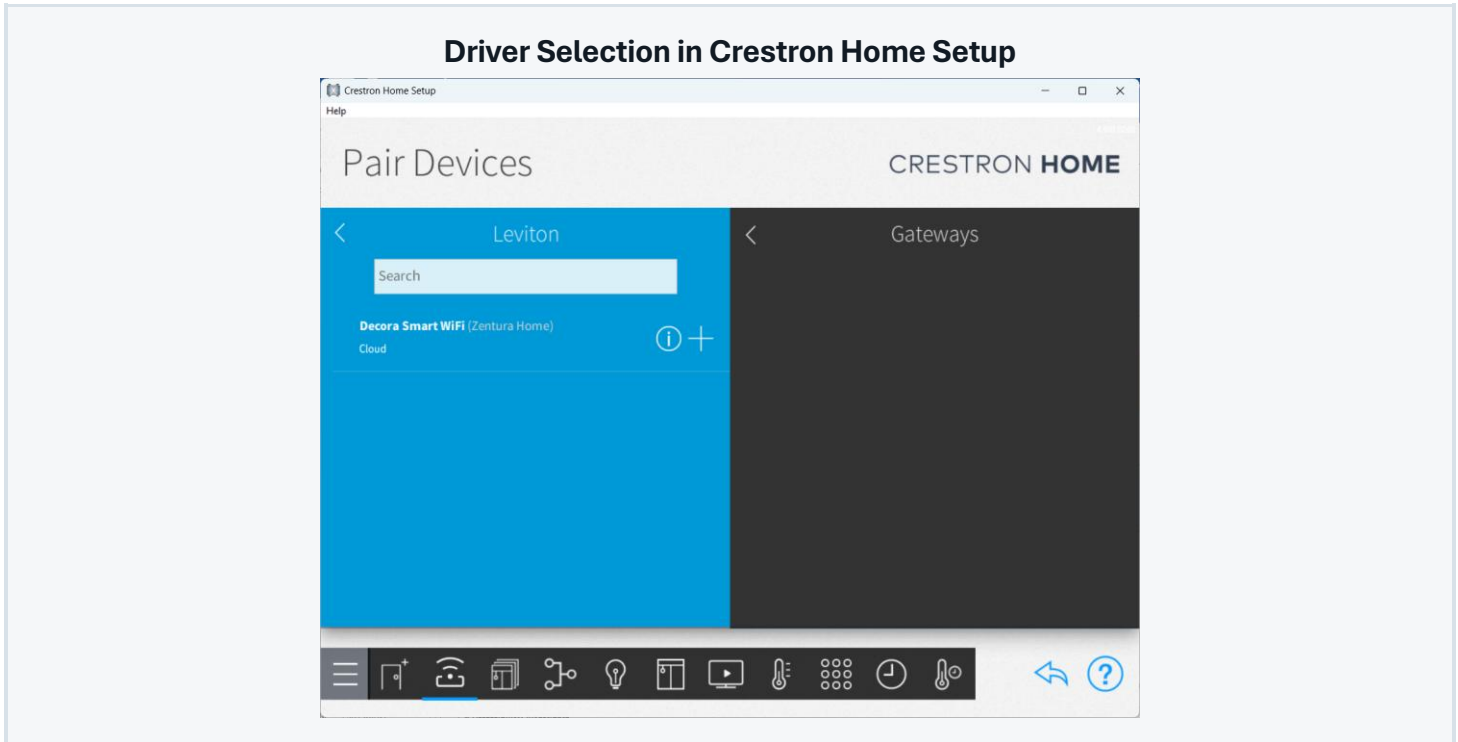 Driver Selection in Crestron Home Setup
Crestron Home Setup
Help
Pair Devices
CRESTRON HOME
Leviton
Gateways
Search
Decora Smart WiFi (Zentura Home)
Cloud